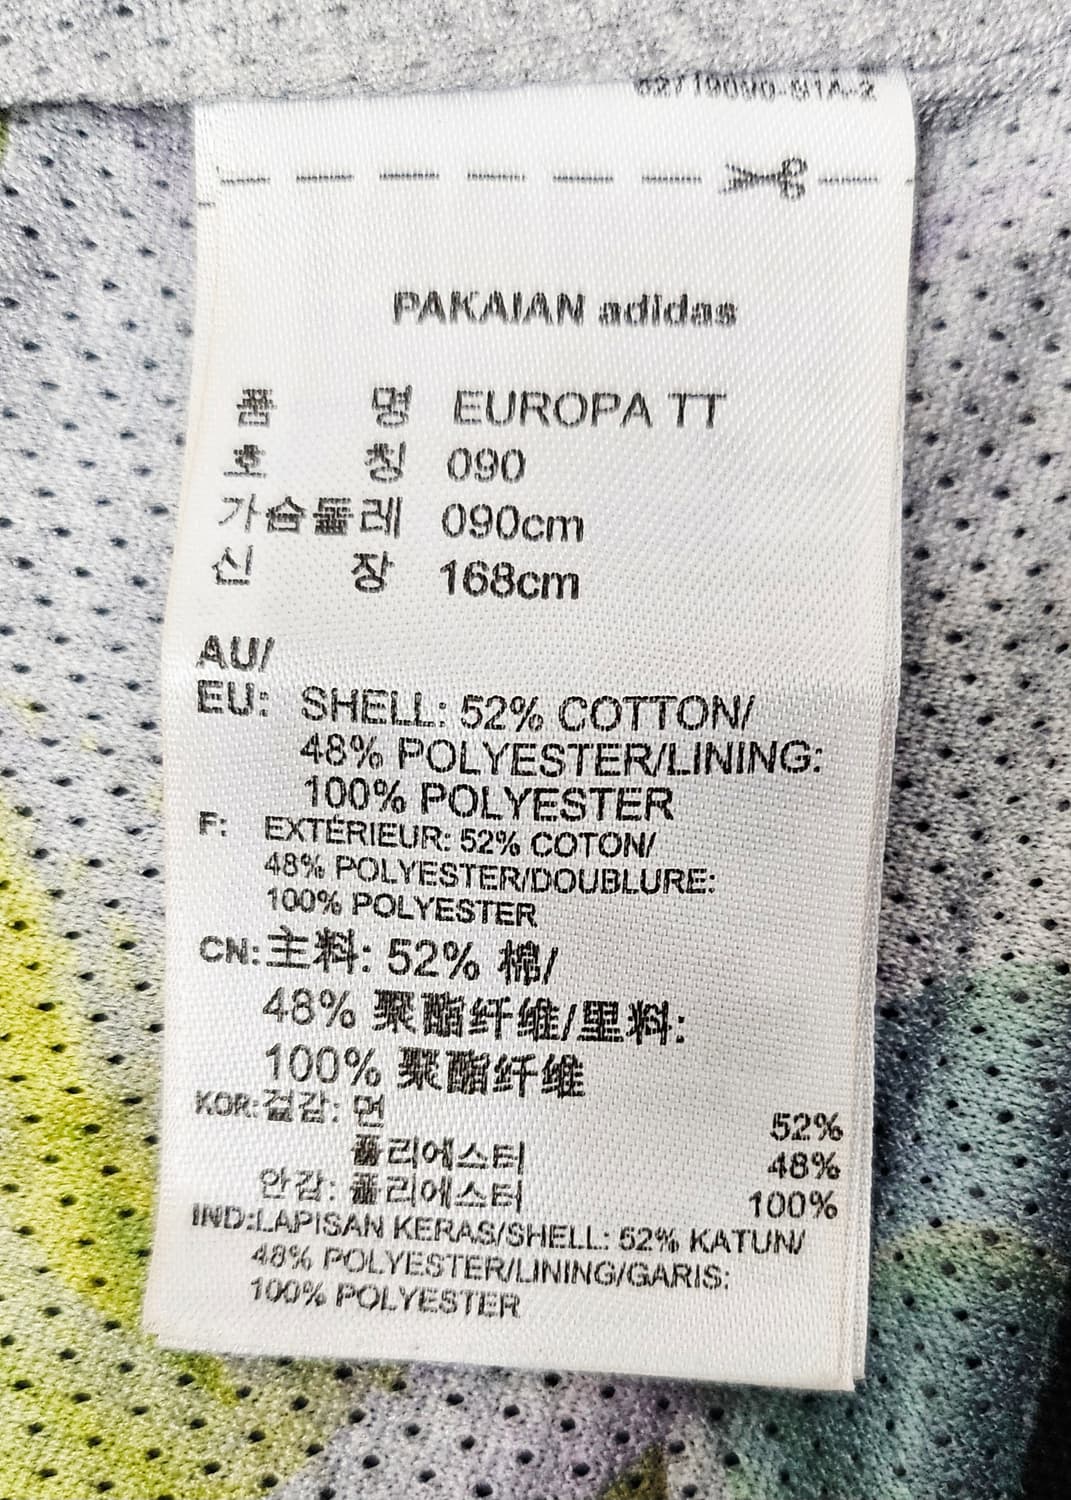 PAKAIAN adidas
품 명 EUROPA TT
호 칭 090
가슴둘레 090cm
신 장 168cm
AU/
EU: SHELL: 52% COTTON/
48% POLYESTER/LINING:
100% POLYESTER
F: EXTÉRIEUR: 52% COTON/
48% POLYESTER/DOUBLURE:
100% POLYESTER
CN:主料: 52% 棉/
48% 聚酯纤维/里料:
100% 聚酯纤维
KOR:겉감: 면 52%
폴리에스터 48%
안감: 폴리에스터 100%
IND:LAPISAN KERAS/SHELL: 52% KATUN/
48% POLYESTER/LINING/GARIS:
100% POLYESTER